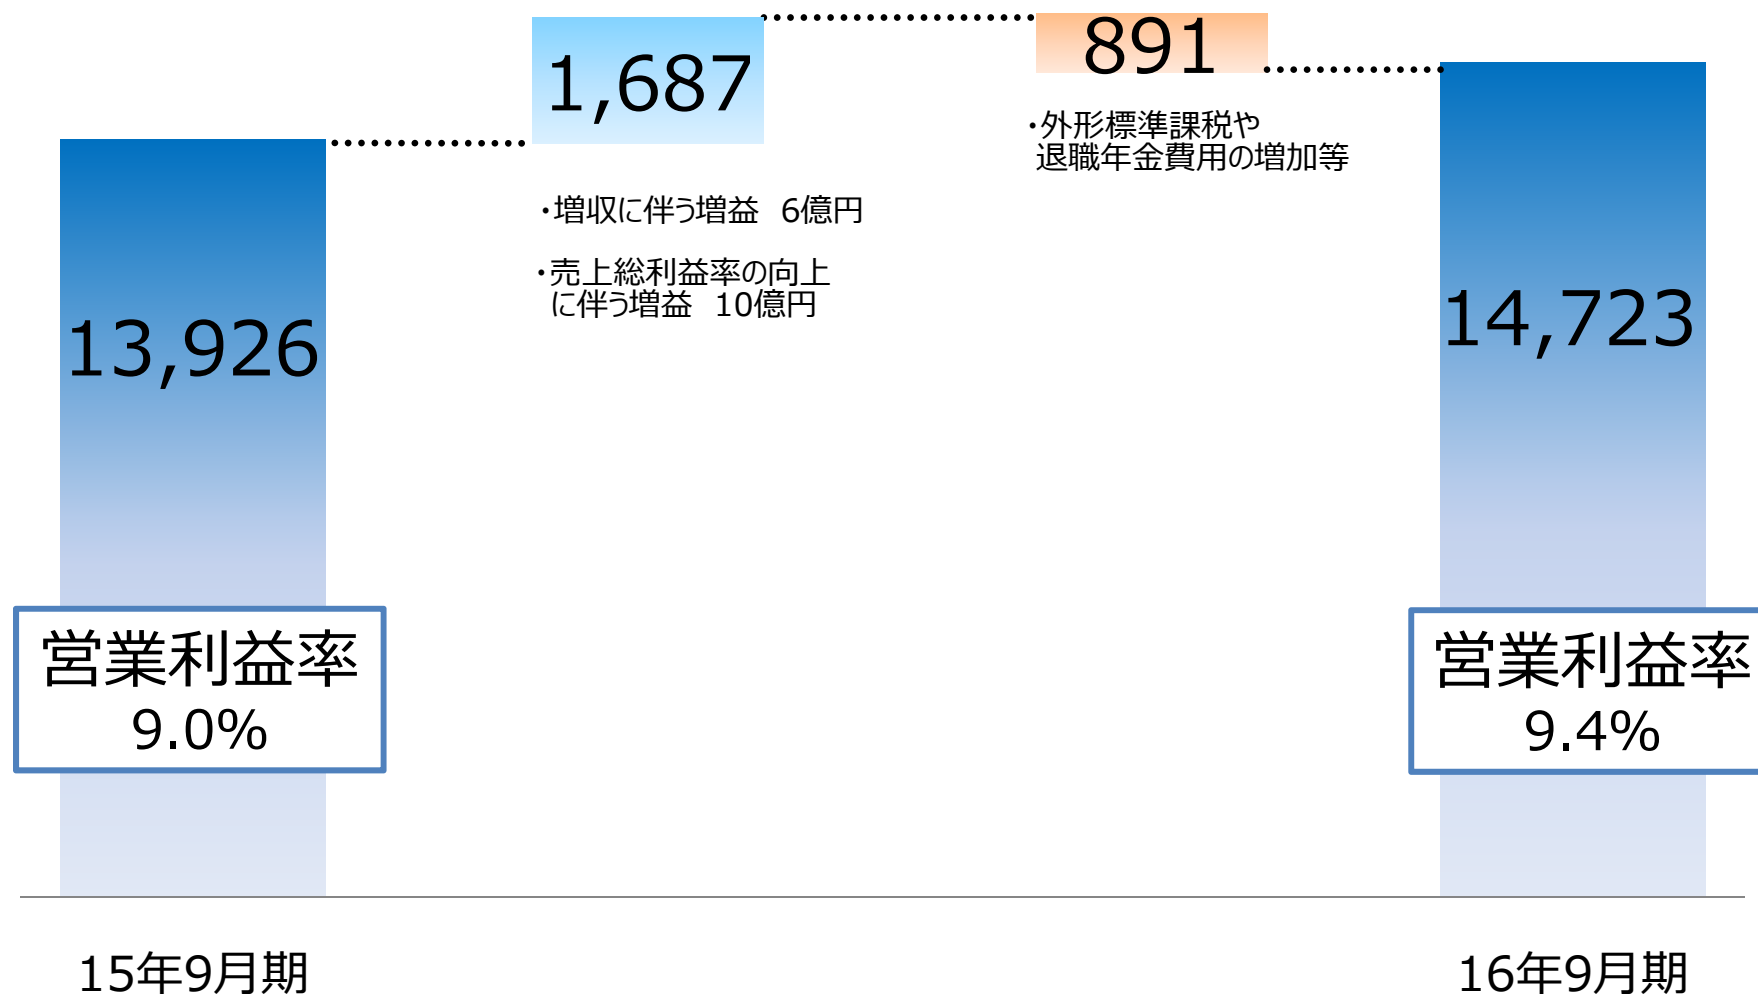 1,687
891
・外形標準課税や
退職年金費用の増加等
・増収に伴う増益 6億円
・売上総利益率の向上
に伴う増益 10億円
13,926
14,723
営業利益率
9.0%
営業利益率
9.4%
15年9月期
16年9月期